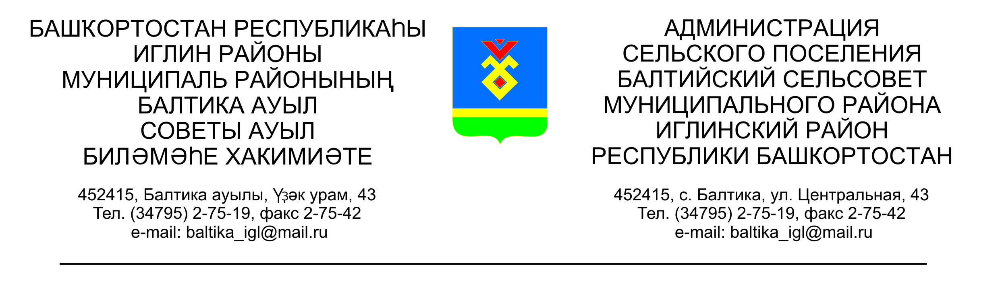 БАШҠОРТОСТАН РЕСПУБЛИКАҺЫ
ИГЛИН РАЙОНЫ
МУНИЦИПАЛЬ РАЙОНЫНЫҢ
БАЛТИКА АУЫЛ
СОВЕТЫ АУЫЛ
БИЛӘМӘҺЕ ХАКИМИӘТЕ
452415, Балтика ауылы, Үҙәк урам, 43
Тел. (34795) 2-75-19, факс 2-75-42
e-mail: baltika_igl@mail.ru
АДМИНИСТРАЦИЯ
СЕЛЬСКОГО ПОСЕЛЕНИЯ
БАЛТИЙСКИЙ СЕЛЬСОВЕТ
МУНИЦИПАЛЬНОГО РАЙОНА
ИГЛИНСКИЙ РАЙОН
РЕСПУБЛИКИ БАШКОРТОСТАН
452415, с. Балтика, ул. Центральная, 43
Тел. (34795) 2-75-19, факс 2-75-42
e-mail: baltika_igl@mail.ru